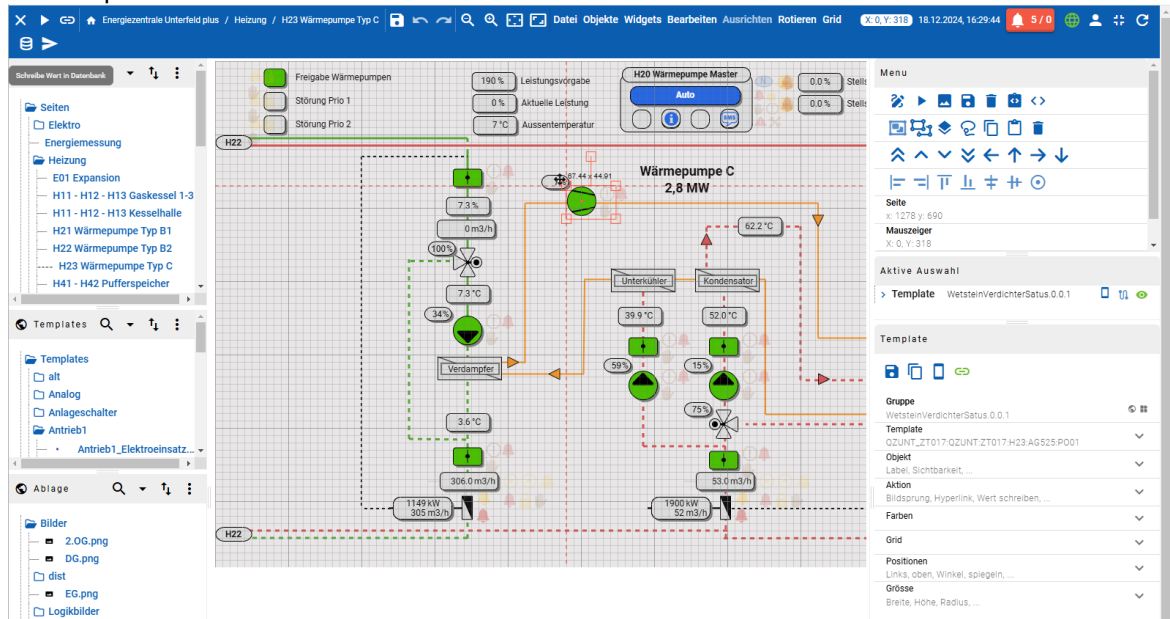 Energiezentrale Unterfeld plus / Heizung / H23 Wärmepumpe Typ C
Datei Objekte Widgets Bearbeiten Ausrichten Rotieren Grid
X: 0, Y: 318
18.12.2024, 16:29:44
5 / 0
Schreibe Wert in Datenbank
Seiten
Elektro
Energiemessung
Heizung
E01 Expansion
H11 - H12 - H13 Gaskessel 1-3
H11 - H12 - H13 Kesselhalle
H21 Wärmepumpe Typ B1
H22 Wärmepumpe Typ B2
H23 Wärmepumpe Typ C
H41 - H42 Pufferspeicher
Templates
Templates
alt
Analog
Anlageschalter
Antrieb1
Antrieb1_Elektroeinsatz...
Ablage
Bilder
2.OG.png
DG.png
dist
EG.png
Logikbilder
Freigabe Wärmepumpen
Störung Prio 1
Störung Prio 2
190 % Leistungsvorgabe
0 % Aktuelle Leistung
7 °C Aussentemperatur
H20 Wärmepumpe Master
Auto
0.0 % Stells
0.0 % Stells
H22
67.44 x 44.91
Wärmepumpe C
2,8 MW
7.3 %
0 m3/h
100%
62.2 °C
7.3 °C
Unterkühler
Kondensator
34%
39.9 °C
52.0 °C
Verdampfer
59%
15%
3.6 °C
75%
306.0 m3/h
53.0 m3/h
1149 kW
305 m3/h
1900 kW
52 m3/h
H22
Menu
Seite
x: 1278 y: 690
Mauszeiger
X: 0, Y: 318
Aktive Auswahl
Template WetsteinVerdichterSatus.0.0.1
Template
Gruppe
WetsteinVerdichterSatus.0.0.1
Template
QZUNT_ZT017:QZUNT:ZT017:H23:AG525:PO01
Objekt
Label, Sichtbarkeit, ...
Aktion
Bildsprung, Hyperlink, Wert schreiben, ...
Farben
Grid
Positionen
Links, oben, Winkel, spiegeln, ...
Grösse
Breite, Höhe, Radius, ...